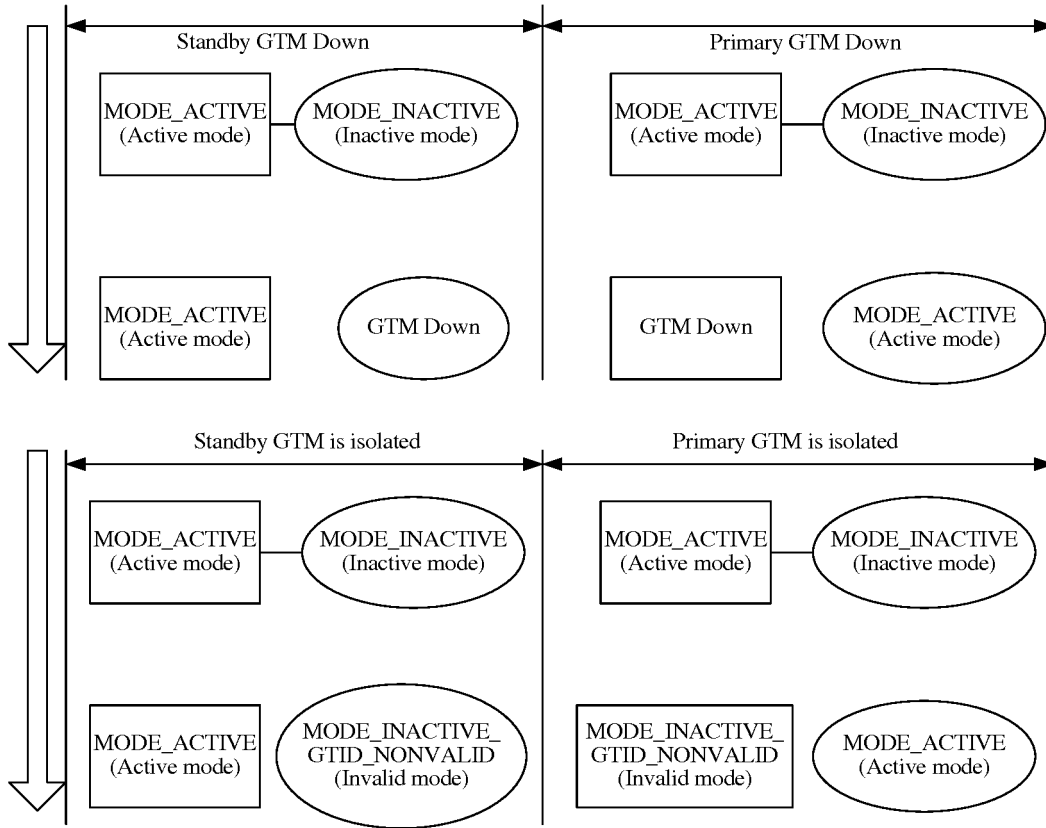 Standby GTM Down
Primary GTM Down
MODE_ACTIVE
(Active mode)
MODE_INACTIVE
(Inactive mode)
MODE_ACTIVE
(Active mode)
MODE_INACTIVE
(Inactive mode)
MODE_ACTIVE
(Active mode)
GTM Down
GTM Down
MODE_ACTIVE
(Active mode)
Standby GTM is isolated
Primary GTM is isolated
MODE_ACTIVE
(Active mode)
MODE_INACTIVE
(Inactive mode)
MODE_ACTIVE
(Active mode)
MODE_INACTIVE
(Inactive mode)
MODE_ACTIVE
(Active mode)
MODE_INACTIVE_
GTID_NONVALID
(Invalid mode)
MODE_INACTIVE_
GTID_NONVALID
(Invalid mode)
MODE_ACTIVE
(Active mode)